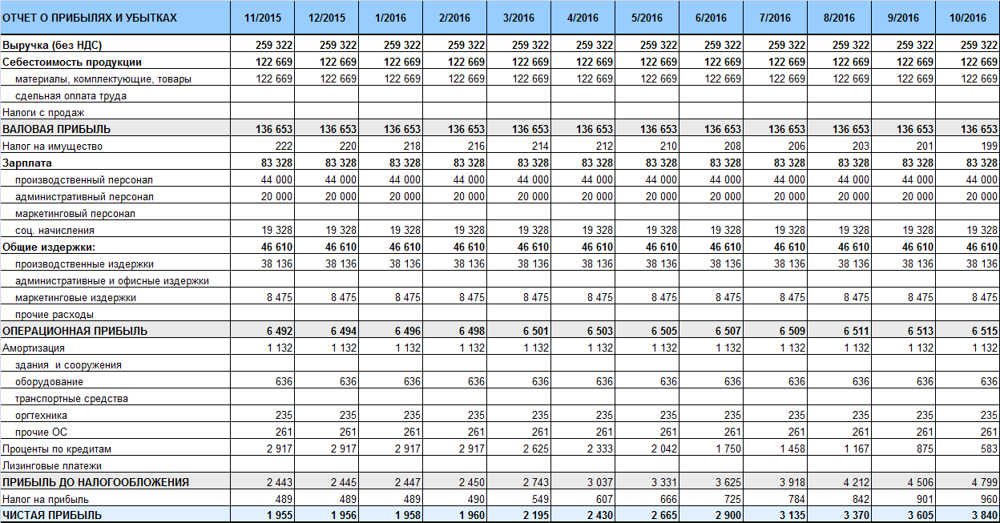 ОТЧЕТ О ПРИБЫЛЯХ И УБЫТКАХ 11/2015 12/2015 1/2016 2/2016 3/2016 4/2016 5/2016 6/2016 7/2016 8/2016 9/2016 10/2016
Выручка (без НДС) 259 322 259 322 259 322 259 322 259 322 259 322 259 322 259 322 259 322 259 322 259 322 259 322
Себестоимость продукции 122 669 122 669 122 669 122 669 122 669 122 669 122 669 122 669 122 669 122 669 122 669 122 669
материалы, комплектующие, товары 122 669 122 669 122 669 122 669 122 669 122 669 122 669 122 669 122 669 122 669 122 669 122 669
сдельная оплата труда
Налоги с продаж
ВАЛОВАЯ ПРИБЫЛЬ 136 653 136 653 136 653 136 653 136 653 136 653 136 653 136 653 136 653 136 653 136 653 136 653
Налог на имущество 222 220 218 216 214 212 210 208 206 203 201 199
Зарплата 83 328 83 328 83 328 83 328 83 328 83 328 83 328 83 328 83 328 83 328 83 328 83 328
производственный персонал 44 000 44 000 44 000 44 000 44 000 44 000 44 000 44 000 44 000 44 000 44 000 44 000
административный персонал 20 000 20 000 20 000 20 000 20 000 20 000 20 000 20 000 20 000 20 000 20 000 20 000
маркетинговый персонал
соц. начисления 19 328 19 328 19 328 19 328 19 328 19 328 19 328 19 328 19 328 19 328 19 328 19 328
Общие издержки: 46 610 46 610 46 610 46 610 46 610 46 610 46 610 46 610 46 610 46 610 46 610 46 610
производственные издержки 38 136 38 136 38 136 38 136 38 136 38 136 38 136 38 136 38 136 38 136 38 136 38 136
административные и офисные издержки
маркетинговые издержки 8 475 8 475 8 475 8 475 8 475 8 475 8 475 8 475 8 475 8 475 8 475 8 475
прочие расходы
ОПЕРАЦИОННАЯ ПРИБЫЛЬ 6 492 6 494 6 496 6 498 6 501 6 503 6 505 6 507 6 509 6 511 6 513 6 515
Амортизация 1 132 1 132 1 132 1 132 1 132 1 132 1 132 1 132 1 132 1 132 1 132 1 132
здания и сооружения
оборудование 636 636 636 636 636 636 636 636 636 636 636 636
транспортные средства
оргтехника 235 235 235 235 235 235 235 235 235 235 235 235
прочие ОС 261 261 261 261 261 261 261 261 261 261 261 261
Проценты по кредитам 2 917 2 917 2 917 2 917 2 625 2 333 2 042 1 750 1 458 1 167 875 583
Лизинговые платежи
ПРИБЫЛЬ ДО НАЛОГООБЛОЖЕНИЯ 2 443 2 445 2 447 2 450 2 743 3 037 3 331 3 625 3 918 4 212 4 506 4 799
Налог на прибыль 489 489 489 490 549 607 666 725 784 842 901 960
ЧИСТАЯ ПРИБЫЛЬ 1 955 1 956 1 958 1 960 2 195 2 430 2 665 2 900 3 135 3 370 3 605 3 840